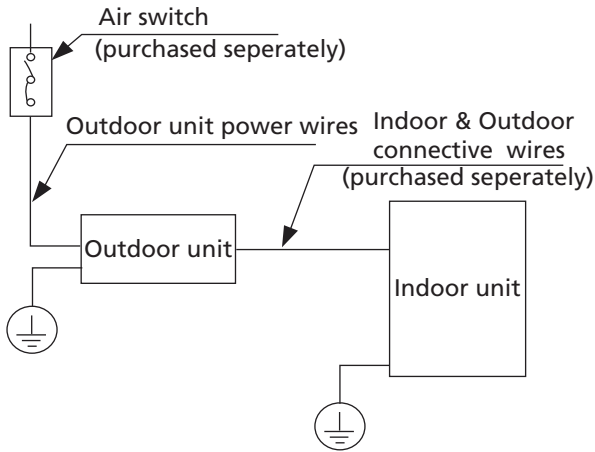 Air switch
(purchased seperately)
Outdoor unit power wires
Indoor & Outdoor
connective wires
(purchased seperately)
Outdoor unit
Indoor unit